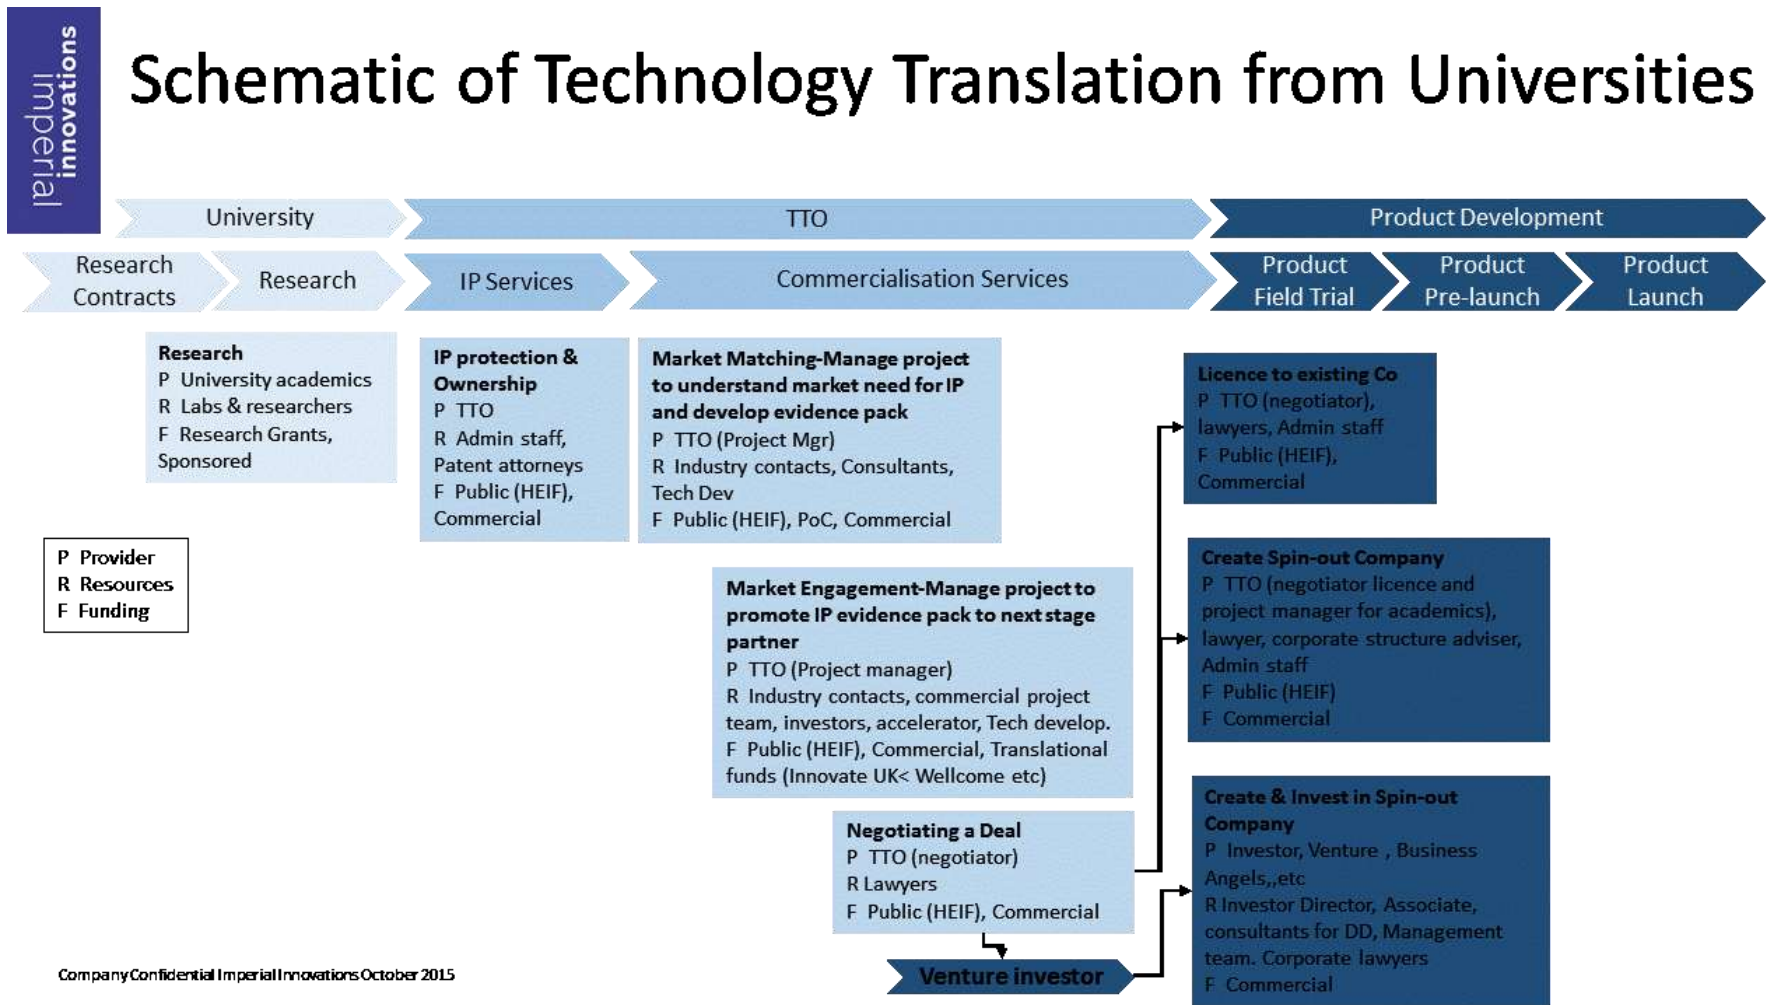 imperial
innovations
Schematic of Technology Translation from Universities
University
TTO
Product Development
Research
Contracts
Research
IP Services
Commercialisation Services
Product
Field Trial
Product
Pre-launch
Product
Launch
Research
P University academics
R Labs & researchers
F Research Grants,
Sponsored
IP protection &
Ownership
P TTO
R Admin staff,
Patent attorneys
F Public (HEIF),
Commercial
Market Matching-Manage project
to understand market need for IP
and develop evidence pack
P TTO (Project Mgr)
R Industry contacts, Consultants,
Tech Dev
F Public (HEIF), PoC, Commercial
Licence to existing Co
P TTO (negotiator),
lawyers, Admin staff
F Public (HEIF),
Commercial
P Provider
R Resources
F Funding
Market Engagement-Manage project to
promote IP evidence pack to next stage
partner
P TTO (Project manager)
R Industry contacts, commercial project
team, investors, accelerator, Tech develop.
F Public (HEIF), Commercial, Translational
funds (Innovate UK< Wellcome etc)
Create Spin-out Company
P TTO (negotiator licence and
project manager for academics),
lawyer, corporate structure adviser,
Admin staff
F Public (HEIF)
F Commercial
Negotiating a Deal
P TTO (negotiator)
R Lawyers
F Public (HEIF), Commercial
Create & Invest in Spin-out
Company
P Investor, Venture , Business
Angels,,etc
R Investor Director, Associate,
consultants for DD, Management
team. Corporate lawyers
F Commercial
Venture investor
Company Confidential Imperial Innovations October 2015